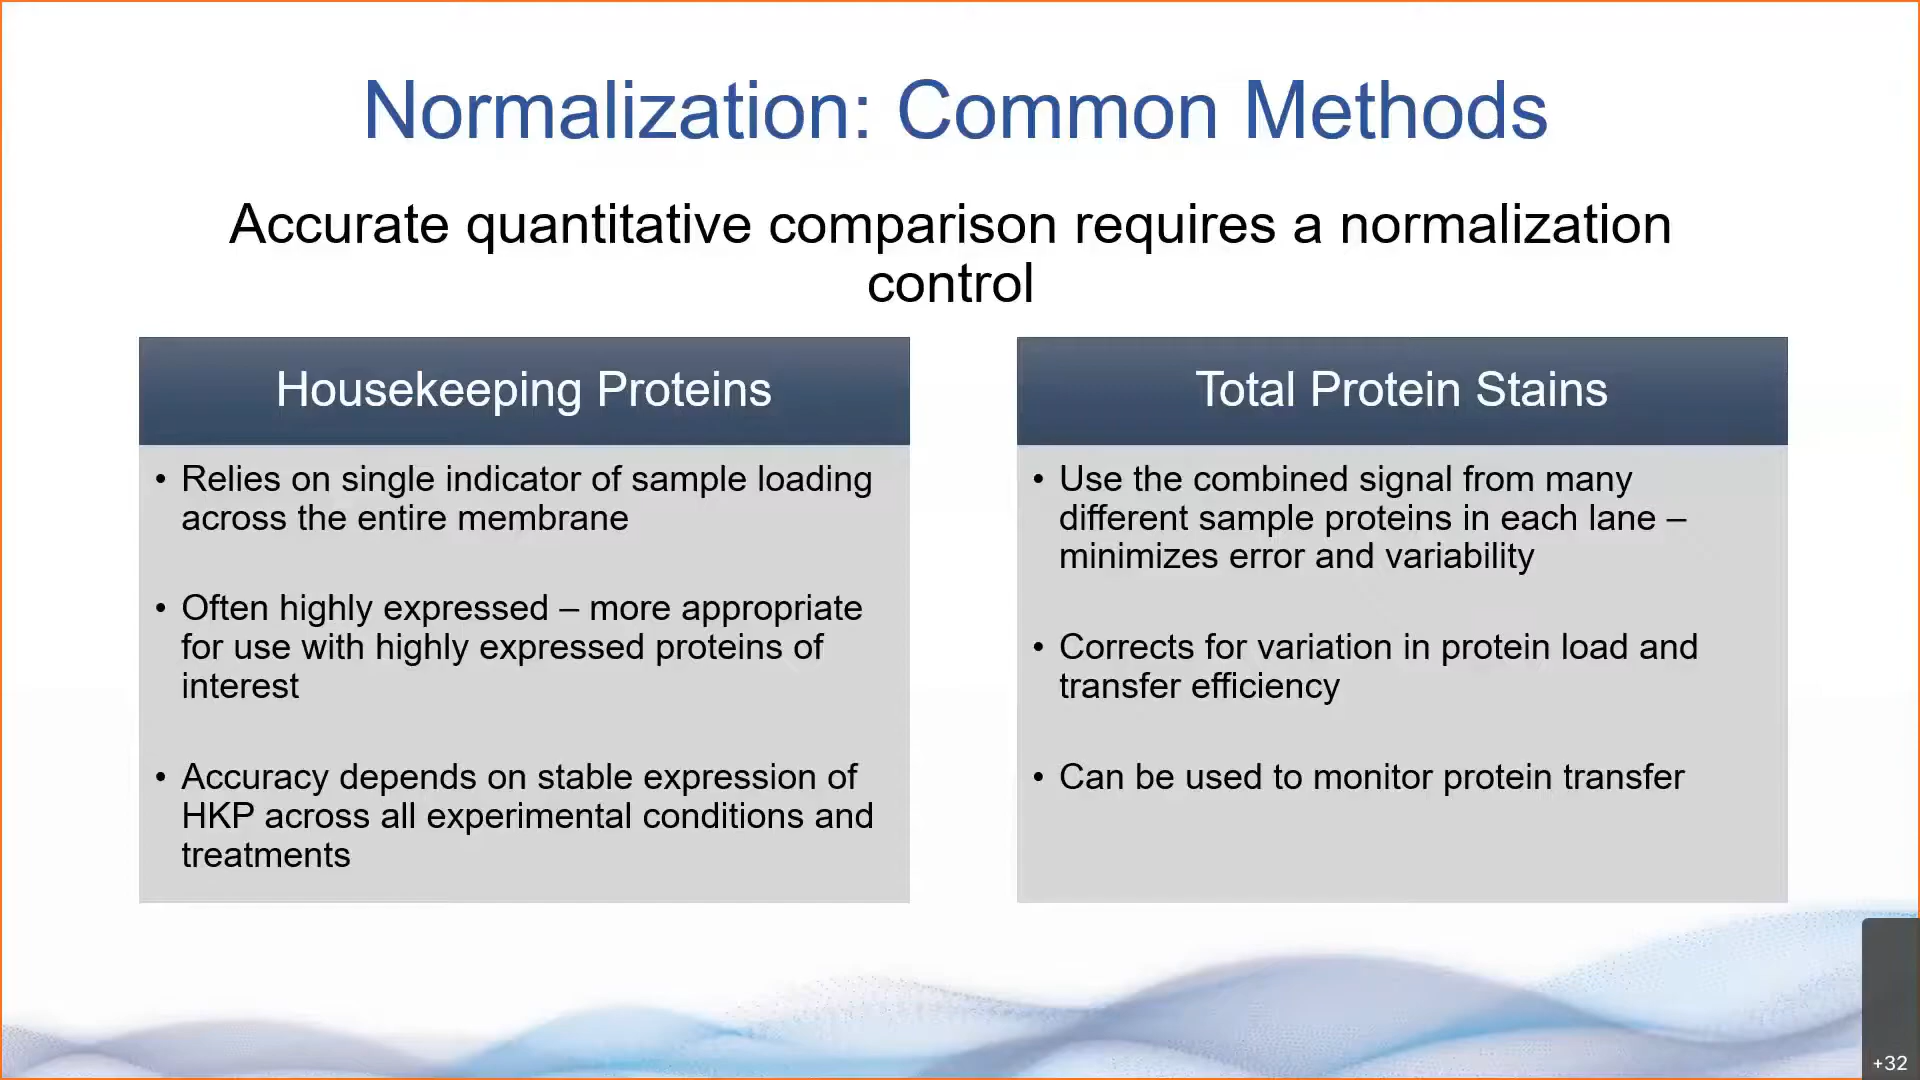 Normalization: Common Methods
Accurate quantitative comparison requires a normalization
control
Housekeeping Proteins
• Relies on single indicator of sample loading
across the entire membrane
• Often highly expressed – more appropriate
for use with highly expressed proteins of
interest
• Accuracy depends on stable expression of
HKP across all experimental conditions and
treatments
Total Protein Stains
• Use the combined signal from many
different sample proteins in each lane –
minimizes error and variability
• Corrects for variation in protein load and
transfer efficiency
• Can be used to monitor protein transfer
+32